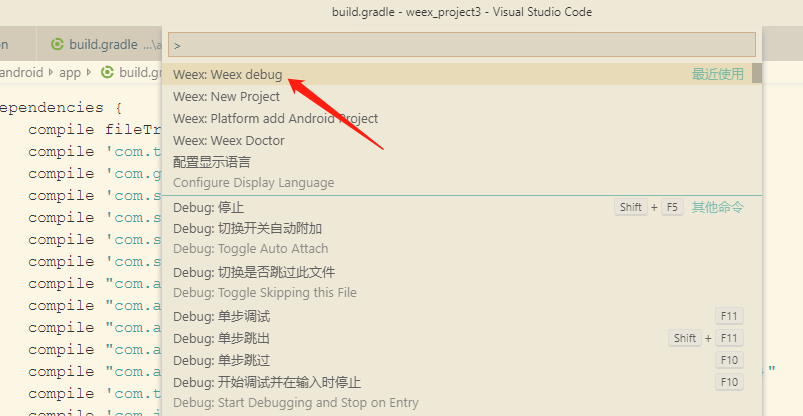 build.gradle - weex_project3 - Visual Studio Code
on
build.gradle ...\a
>
android › app › build.gr
Weex: Weex debug 最近使用
Weex: New Project
Weex: Platform add Android Project
Weex: Weex Doctor
配置显示语言
Configure Display Language
Debug: 停止 Shift + F5 其他命令
Debug: 切换开关自动附加
Debug: Toggle Auto Attach
Debug: 切换是否跳过此文件
Debug: Toggle Skipping this File
Debug: 单步调试 F11
Debug: 单步跳出 Shift + F11
Debug: 单步跳过 F10
Debug: 开始调试并在输入时停止 F10
Debug: Start Debugging and Stop on Entry
ependencies {
compile fileTr
compile 'com.t
compile 'com.g
compile 'com.s
compile 'com.s
compile 'com.s
compile 'com.s
compile "com.a
compile "com.a
compile "com.a
compile "com.a
compile "com.a "
compile 'com.t
compile 'com.j